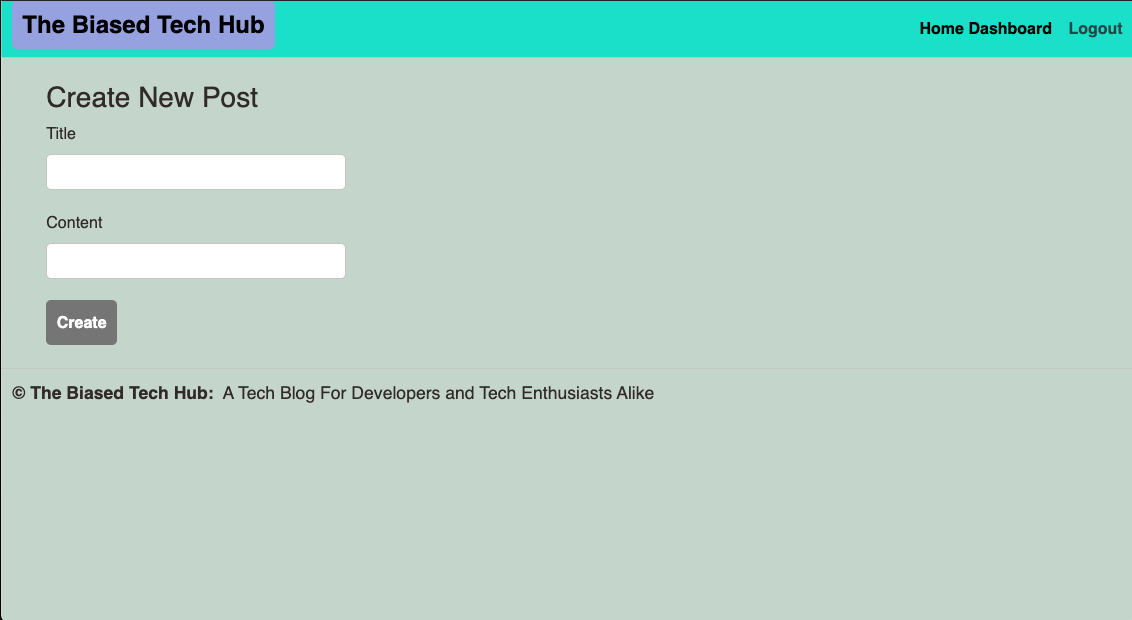 The Biased Tech Hub
Home Dashboard Logout
Create New Post
Title
Content
Create
© The Biased Tech Hub: A Tech Blog For Developers and Tech Enthusiasts Alike